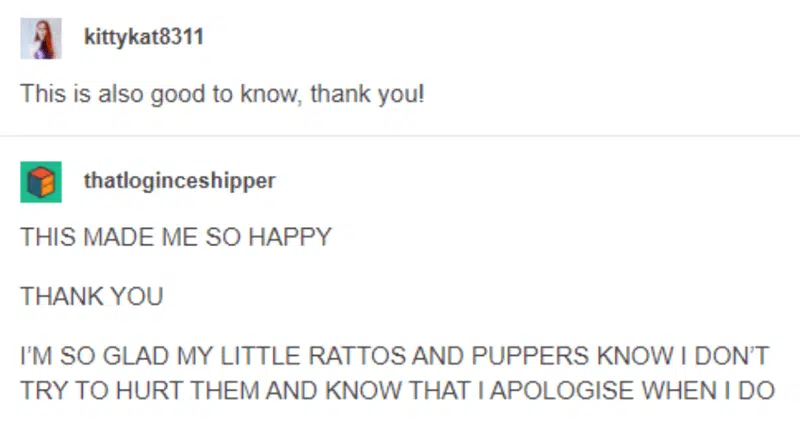 kittykat8311
This is also good to know, thank you!
thatloginceshipper
THIS MADE ME SO HAPPY
THANK YOU
I'M SO GLAD MY LITTLE RATTOS AND PUPPERS KNOW I DON'T
TRY TO HURT THEM AND KNOW THAT I APOLOGISE WHEN I DO